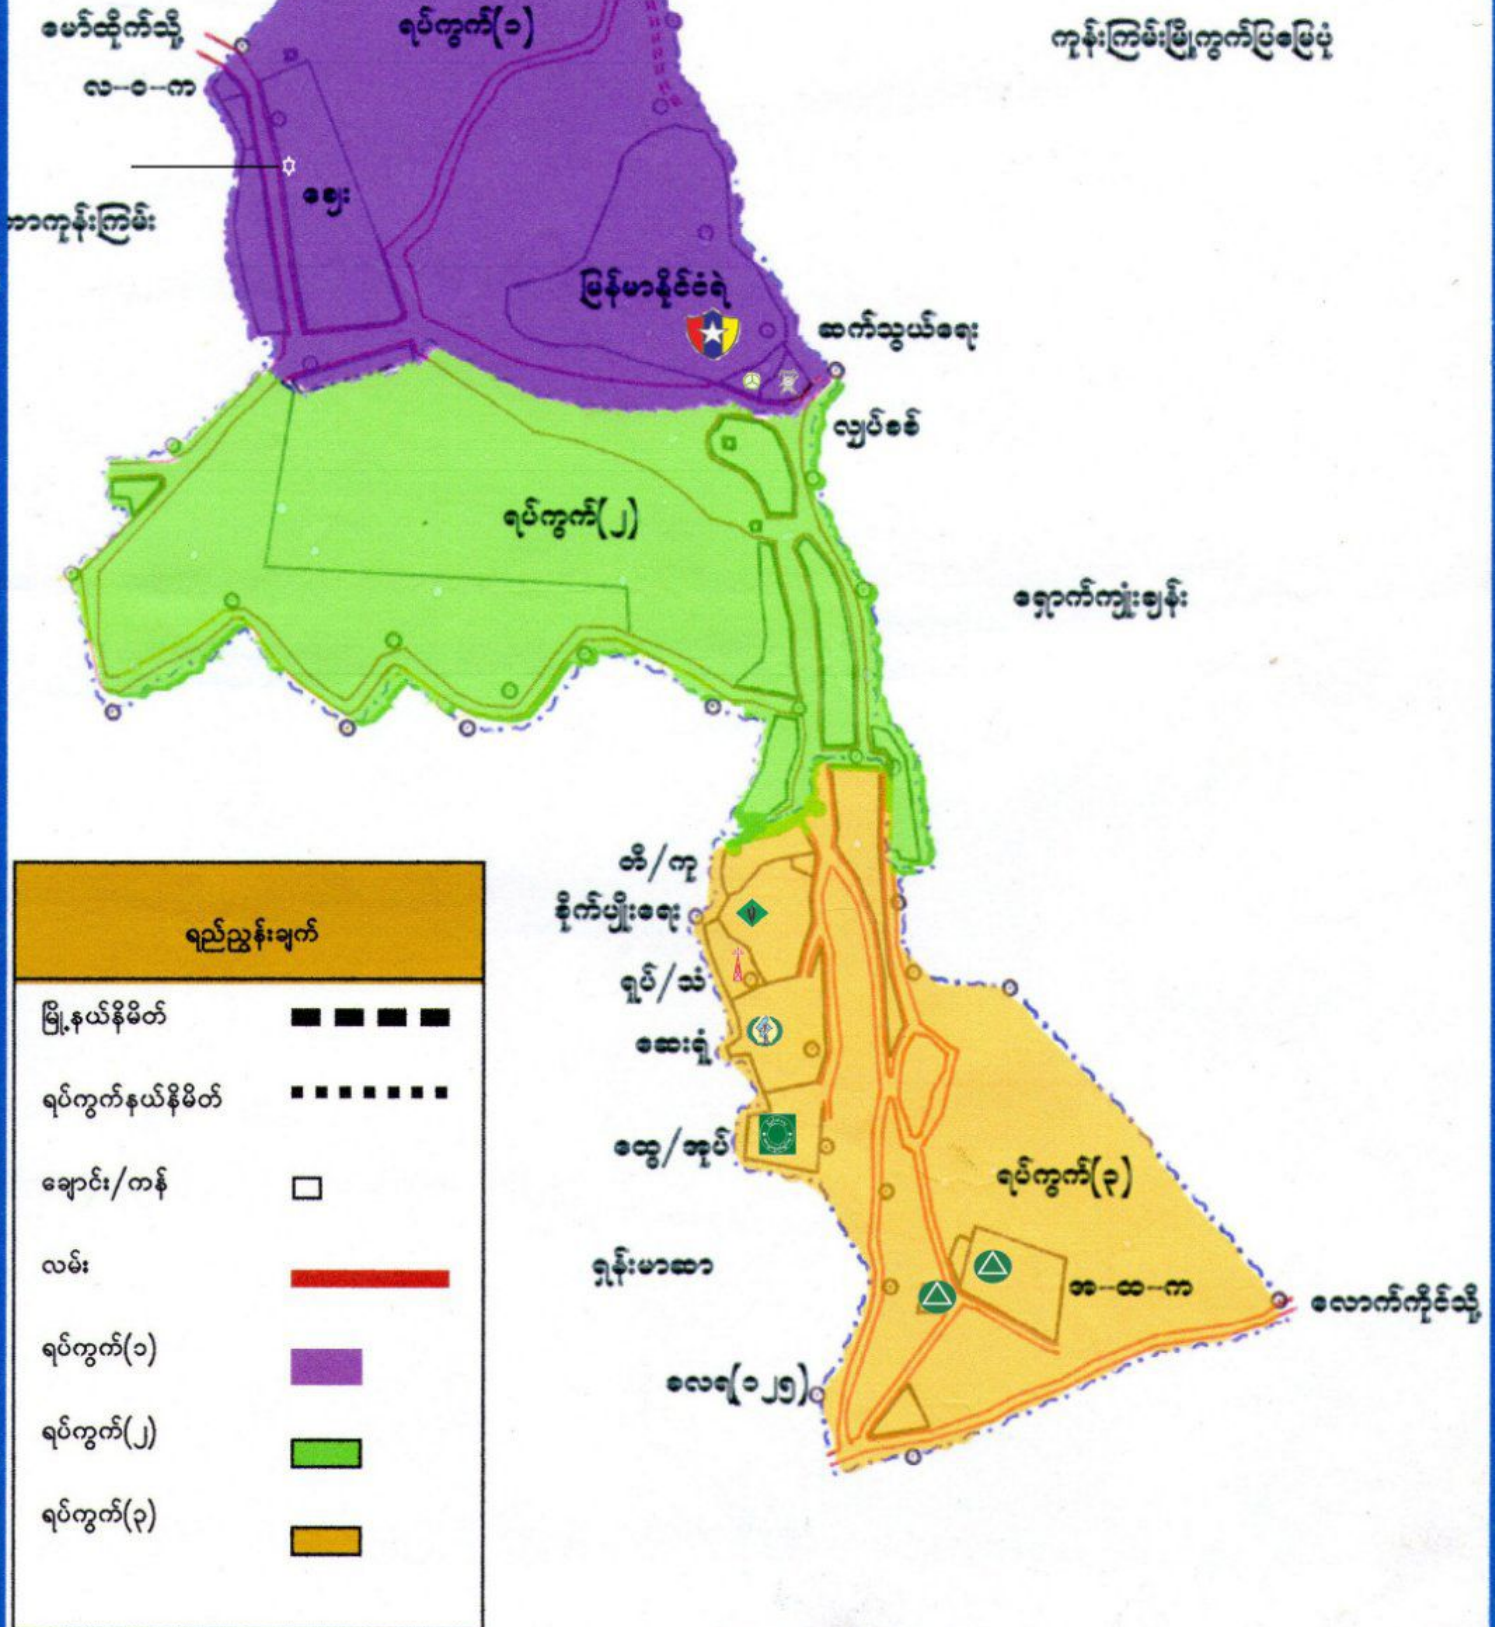 မော်ထိုက်သို့
ရပ်ကွက်(၁)
ကုန်းကြမ်းမြို့ကွက်ပြမြေပုံ
လ-ဝ-က
ဈေး
တာကုန်းကြမ်း
မြန်မာနိုင်ငံရဲ
ဆက်သွယ်ရေး
လျှပ်စစ်
ရပ်ကွက်(၂)
ရှောက်ကျုံးချန်း
တိ/ကု
စိုက်ပျိုးရေး
ရုပ်/သံ
ဆေးရုံ
ထွေ/အုပ်
ရပ်ကွက်(၃)
ရှန်းမာဆာ
အ-ထ-က
လောက်ကိုင်သို့
ခလရ(၁၂၅)
ရည်ညွှန်းချက်
မြို့နယ်နိမိတ်
ရပ်ကွက်နယ်နိမိတ်
ချောင်း/ကန်
လမ်း
ရပ်ကွက်(၁)
ရပ်ကွက်(၂)
ရပ်ကွက်(၃)